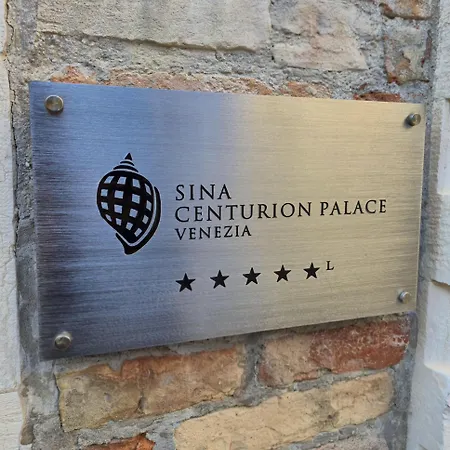 SINA
CENTURION PALACE
VENEZIA
★★★★★ L